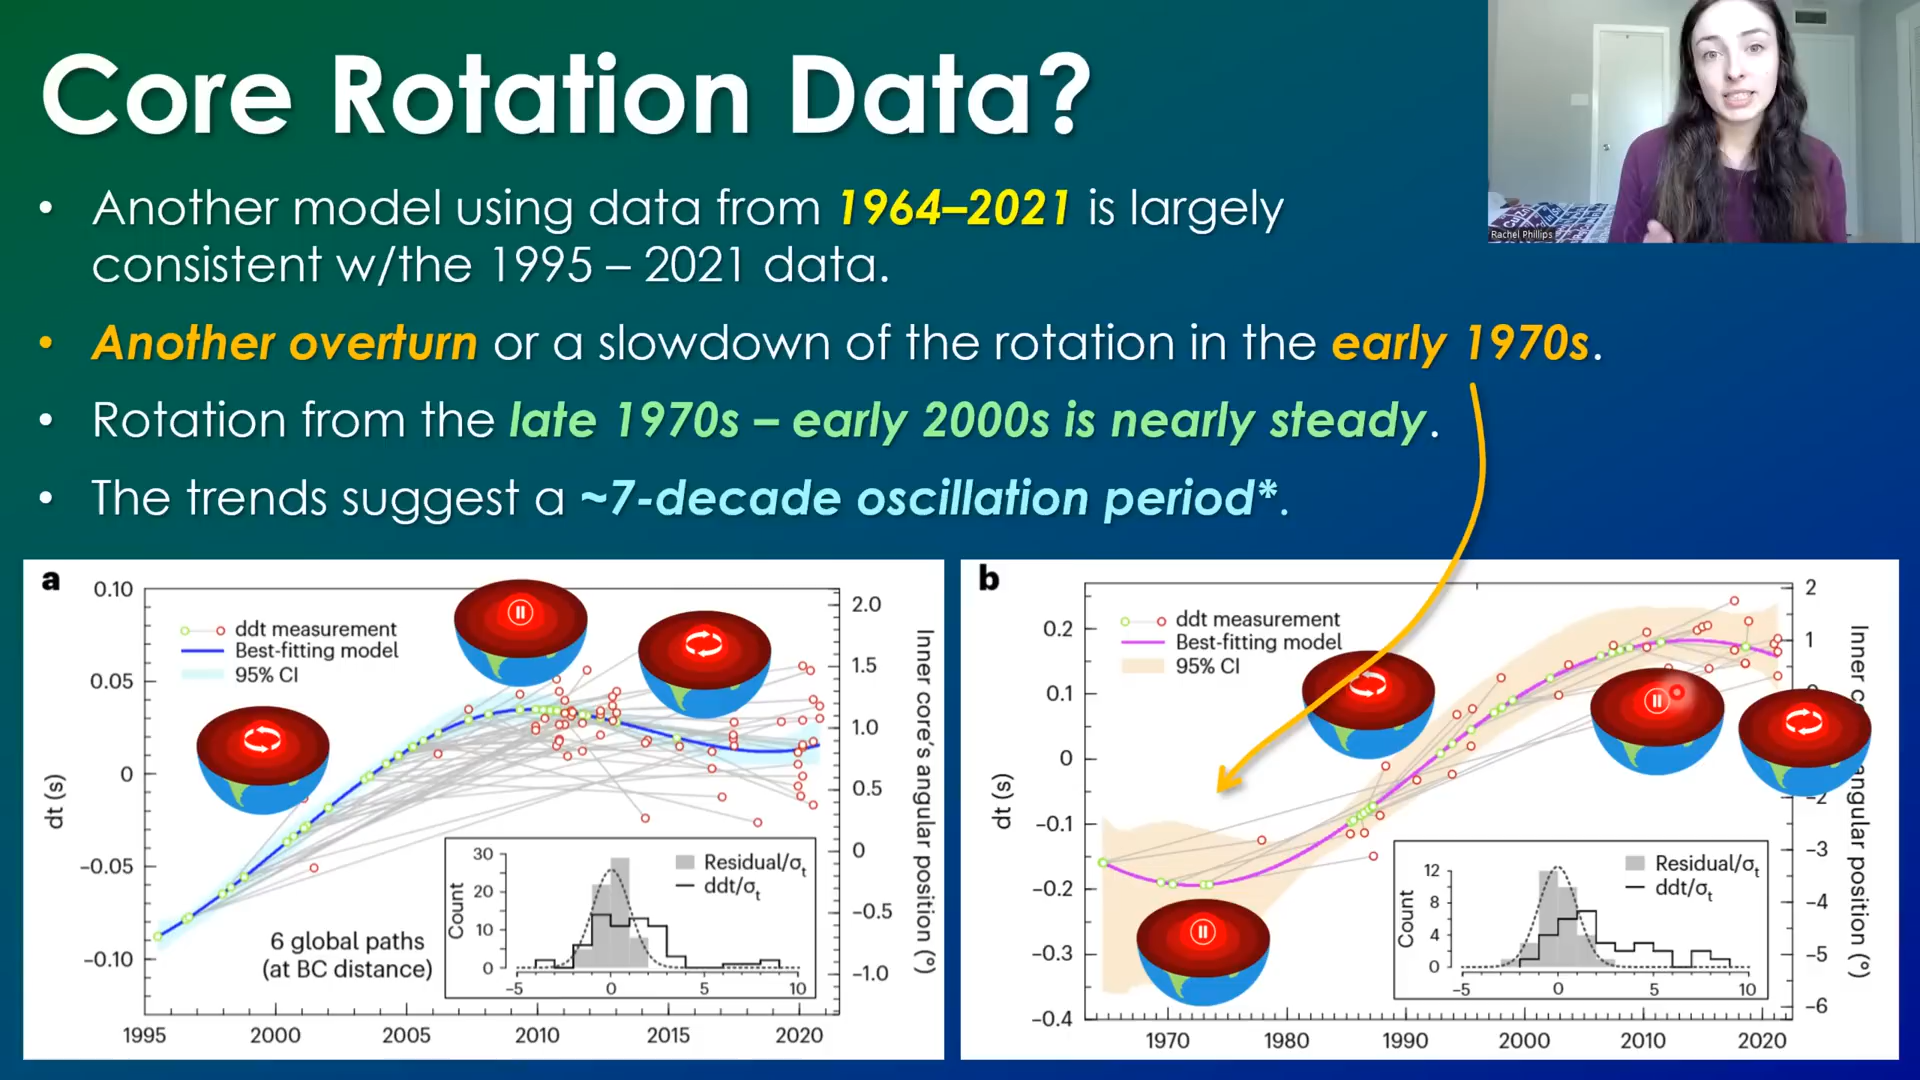 Core Rotation Data?
Rachel Phillips
• Another model using data from 1964–2021 is largely
consistent w/the 1995 – 2021 data.
• Another overturn or a slowdown of the rotation in the early 1970s.
• Rotation from the late 1970s – early 2000s is nearly steady.
• The trends suggest a ~7-decade oscillation period*.
a
ddt measurement
Best-fitting model
95% CI
dt (s)
0.10
0.05
0
−0.05
−0.10
2.0
1.5
1.0
0.5
0
−0.5
−1.0
Inner core's angular position (°)
6 global paths
(at BC distance)
Count
30
20
10
0
Residual/σt
ddt/σt
−5 0 5 10
1995 2000 2005 2010 2015 2020
b
ddt measurement
Best-fitting model
95% CI
dt (s)
0.2
0.1
0
−0.1
−0.2
−0.3
−0.4
2
1
−2
−3
−4
−5
−6
Inner c angular position (°)
Count
12
8
4
0
Residual/σt
ddt/σt
−5 0 5 10
1970 1980 1990 2000 2010 2020